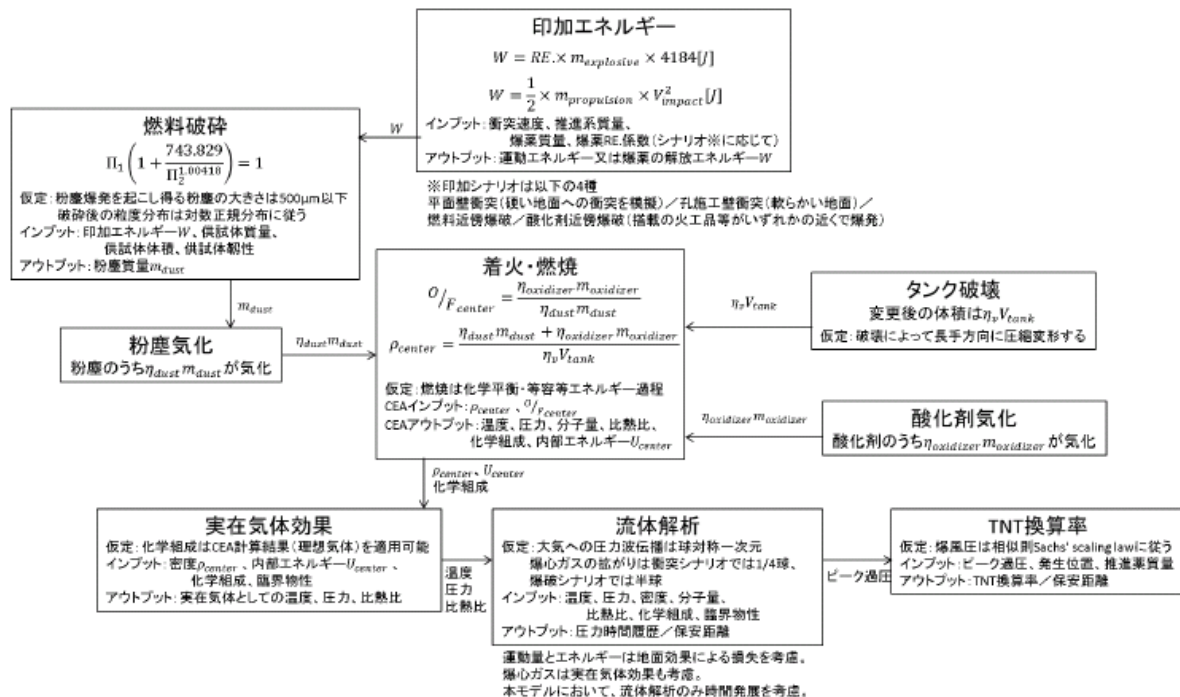 印加エネルギー
W = RE.× m_explosive × 4184[J]
W = 1/2 × m_propulsion × V_impact^2 [J]
インプット：衝突速度、推進系質量、
爆薬質量、爆薬RE.係数（シナリオ※に応じて）
アウトプット：運動エネルギー又は爆薬の解放エネルギーW
W
燃料破砕
Π_1 (1 + 743.829/Π_2^1.00418) = 1
仮定：粉塵爆発を起こし得る粉塵の大きさは500μm以下
破砕後の粒度分布は対数正規分布に従う
インプット：印加エネルギーW、供試体質量、
供試体体積、供試体靭性
アウトプット：粉塵質量m_dust
※印加シナリオは以下の4種
平面壁衝突（硬い地面への衝突を模擬）／孔施工壁衝突（軟らかい地面）／
燃料近傍爆破／酸化剤近傍爆破（搭載の火工品等がいずれかの近くで爆発）
m_dust
粉塵気化
粉塵のうちη_dust m_dust が気化
η_dust m_dust
着火・燃焼
O/F_center = η_oxidizer m_oxidizer / η_dust m_dust
ρ_center = (η_dust m_dust + η_oxidizer m_oxidizer) / η_v V_tank
仮定：燃焼は化学平衡・等容等エネルギー過程
CEAインプット：ρ_center、O/F_center
CEAアウトプット：温度、圧力、分子量、比熱比、
化学組成、内部エネルギーU_center
η_v V_tank
タンク破壊
変更後の体積はη_v V_tank
仮定：破壊によって長手方向に圧縮変形する
η_oxidizer m_oxidizer
酸化剤気化
酸化剤のうちη_oxidizer m_oxidizer が気化
ρ_center、U_center
化学組成
実在気体効果
仮定：化学組成はCEA計算結果（理想気体）を適用可能
インプット：密度ρ_center、内部エネルギーU_center、
化学組成、臨界物性
アウトプット：実在気体としての温度、圧力、比熱比
温度
圧力
比熱比
流体解析
仮定：大気への圧力波伝播は球対称一次元
爆心ガスの拡がりは衝突シナリオでは1/4球、
爆破シナリオでは半球
インプット：温度、圧力、密度、分子量、
比熱比、化学組成、臨界物性
アウトプット：圧力時間履歴／保安距離
ピーク過圧
TNT換算率
仮定：爆風圧は相似則Sachs' scaling lawに従う
インプット：ピーク過圧、発生位置、推進薬質量
アウトプット：TNT換算率／保安距離
運動量とエネルギーは地面効果による損失を考慮。
爆心ガスは実在気体効果も考慮。
本モデルにおいて、流体解析のみ時間発展を考慮。